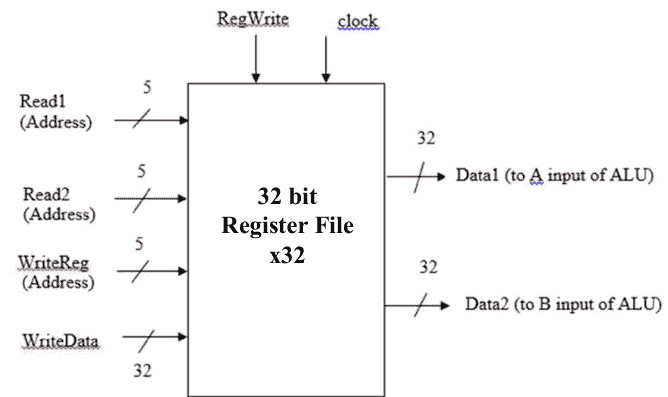 RegWrite
clock
Read1
(Address)
5
Read2
(Address)
5
WriteReg
(Address)
5
WriteData
32
32 bit
Register File
x32
32
Data1 (to A input of ALU)
32
Data2 (to B input of ALU)